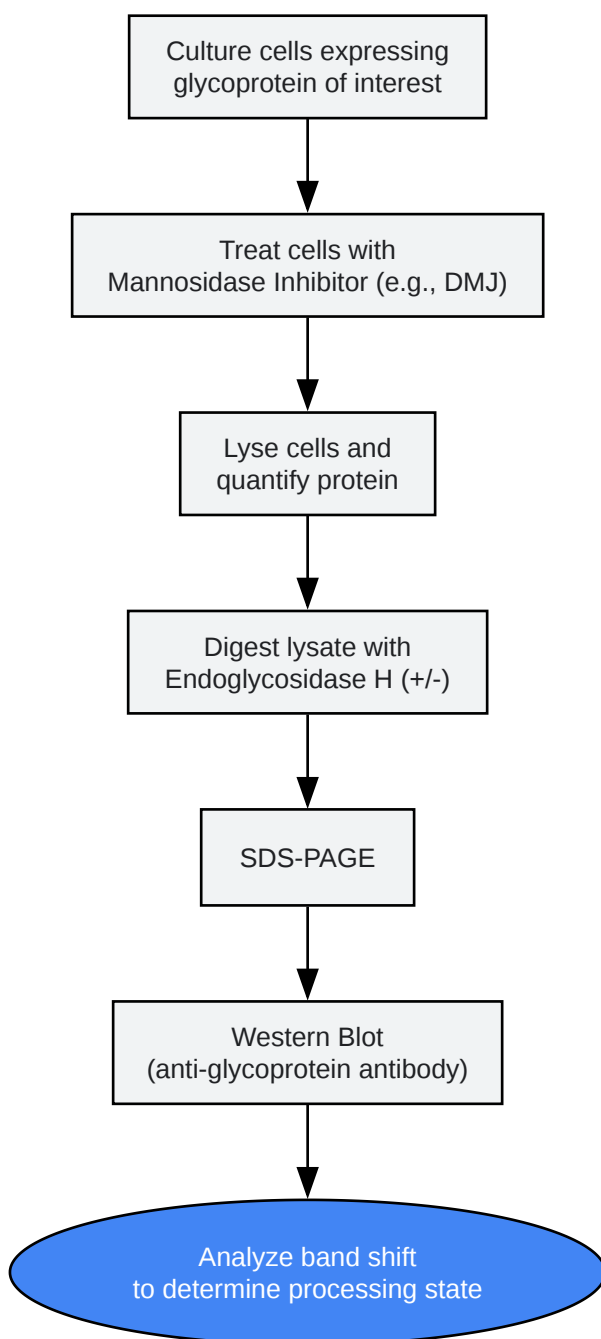 Culture cells expressing
glycoprotein of interest
Treat cells with
Mannosidase Inhibitor (e.g., DMJ)
Lyse cells and
quantify protein
Digest lysate with
Endoglycosidase H (+/-)
SDS-PAGE
Western Blot
(anti-glycoprotein antibody)
Analyze band shift
to determine processing state